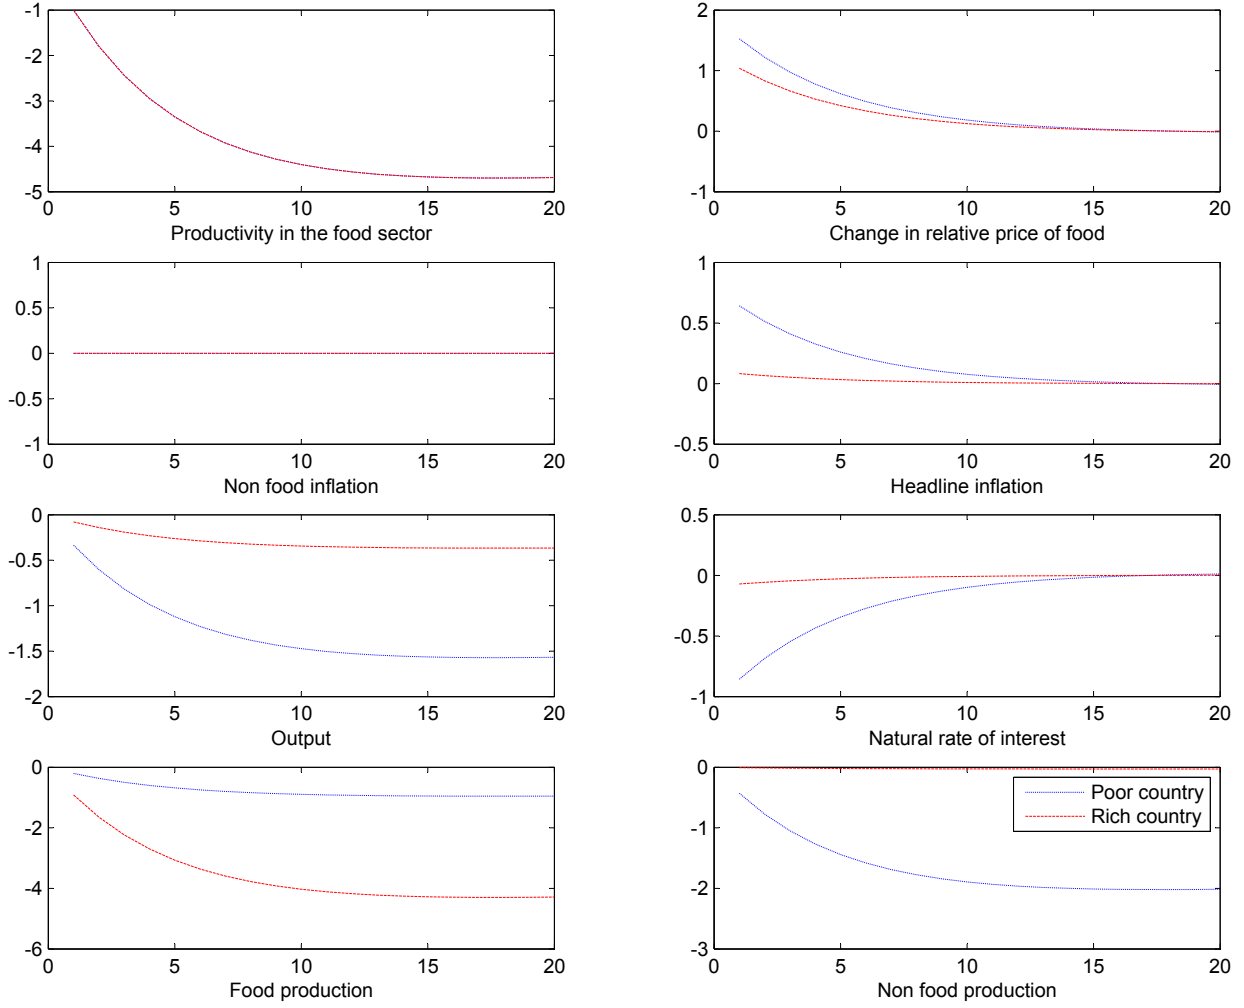 -1
-2
-3
-4
-5
0 5 10 15 20
Productivity in the food sector
2
1
0
-1
0 5 10 15 20
Change in relative price of food
1
0.5
0
-0.5
-1
0 5 10 15 20
Non food inflation
1
0.5
0
-0.5
0 5 10 15 20
Headline inflation
0
-0.5
-1
-1.5
-2
0 5 10 15 20
Output
0.5
0
-0.5
-1
0 5 10 15 20
Natural rate of interest
0
-2
-4
-6
0 5 10 15 20
Food production
0
-1
-2
-3
0 5 10 15 20
Non food production
Poor country
Rich country